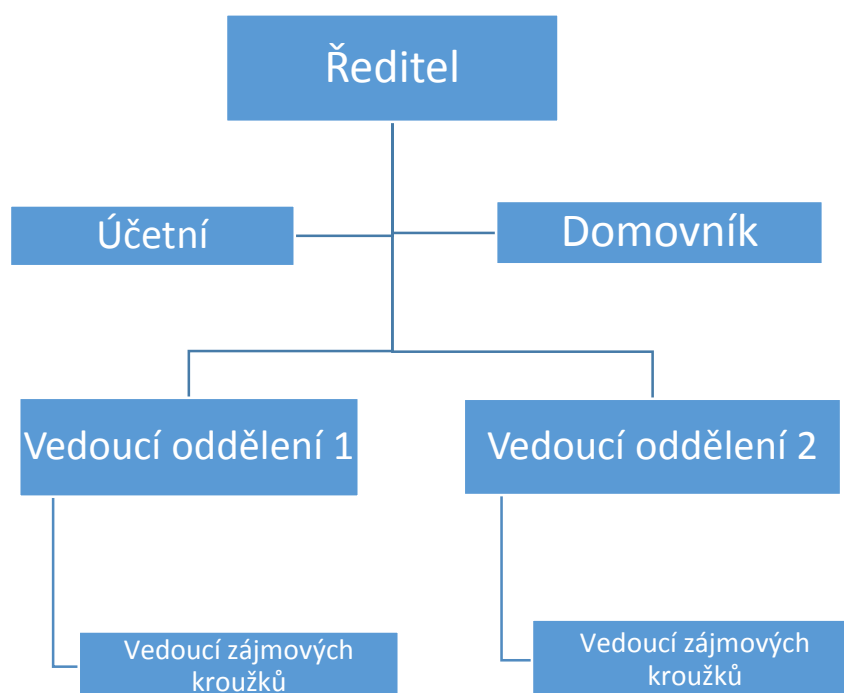 Ředitel
Účetní
Domovník
Vedoucí oddělení 1
Vedoucí oddělení 2
Vedoucí zájmových
kroužků
Vedoucí zájmových
kroužků